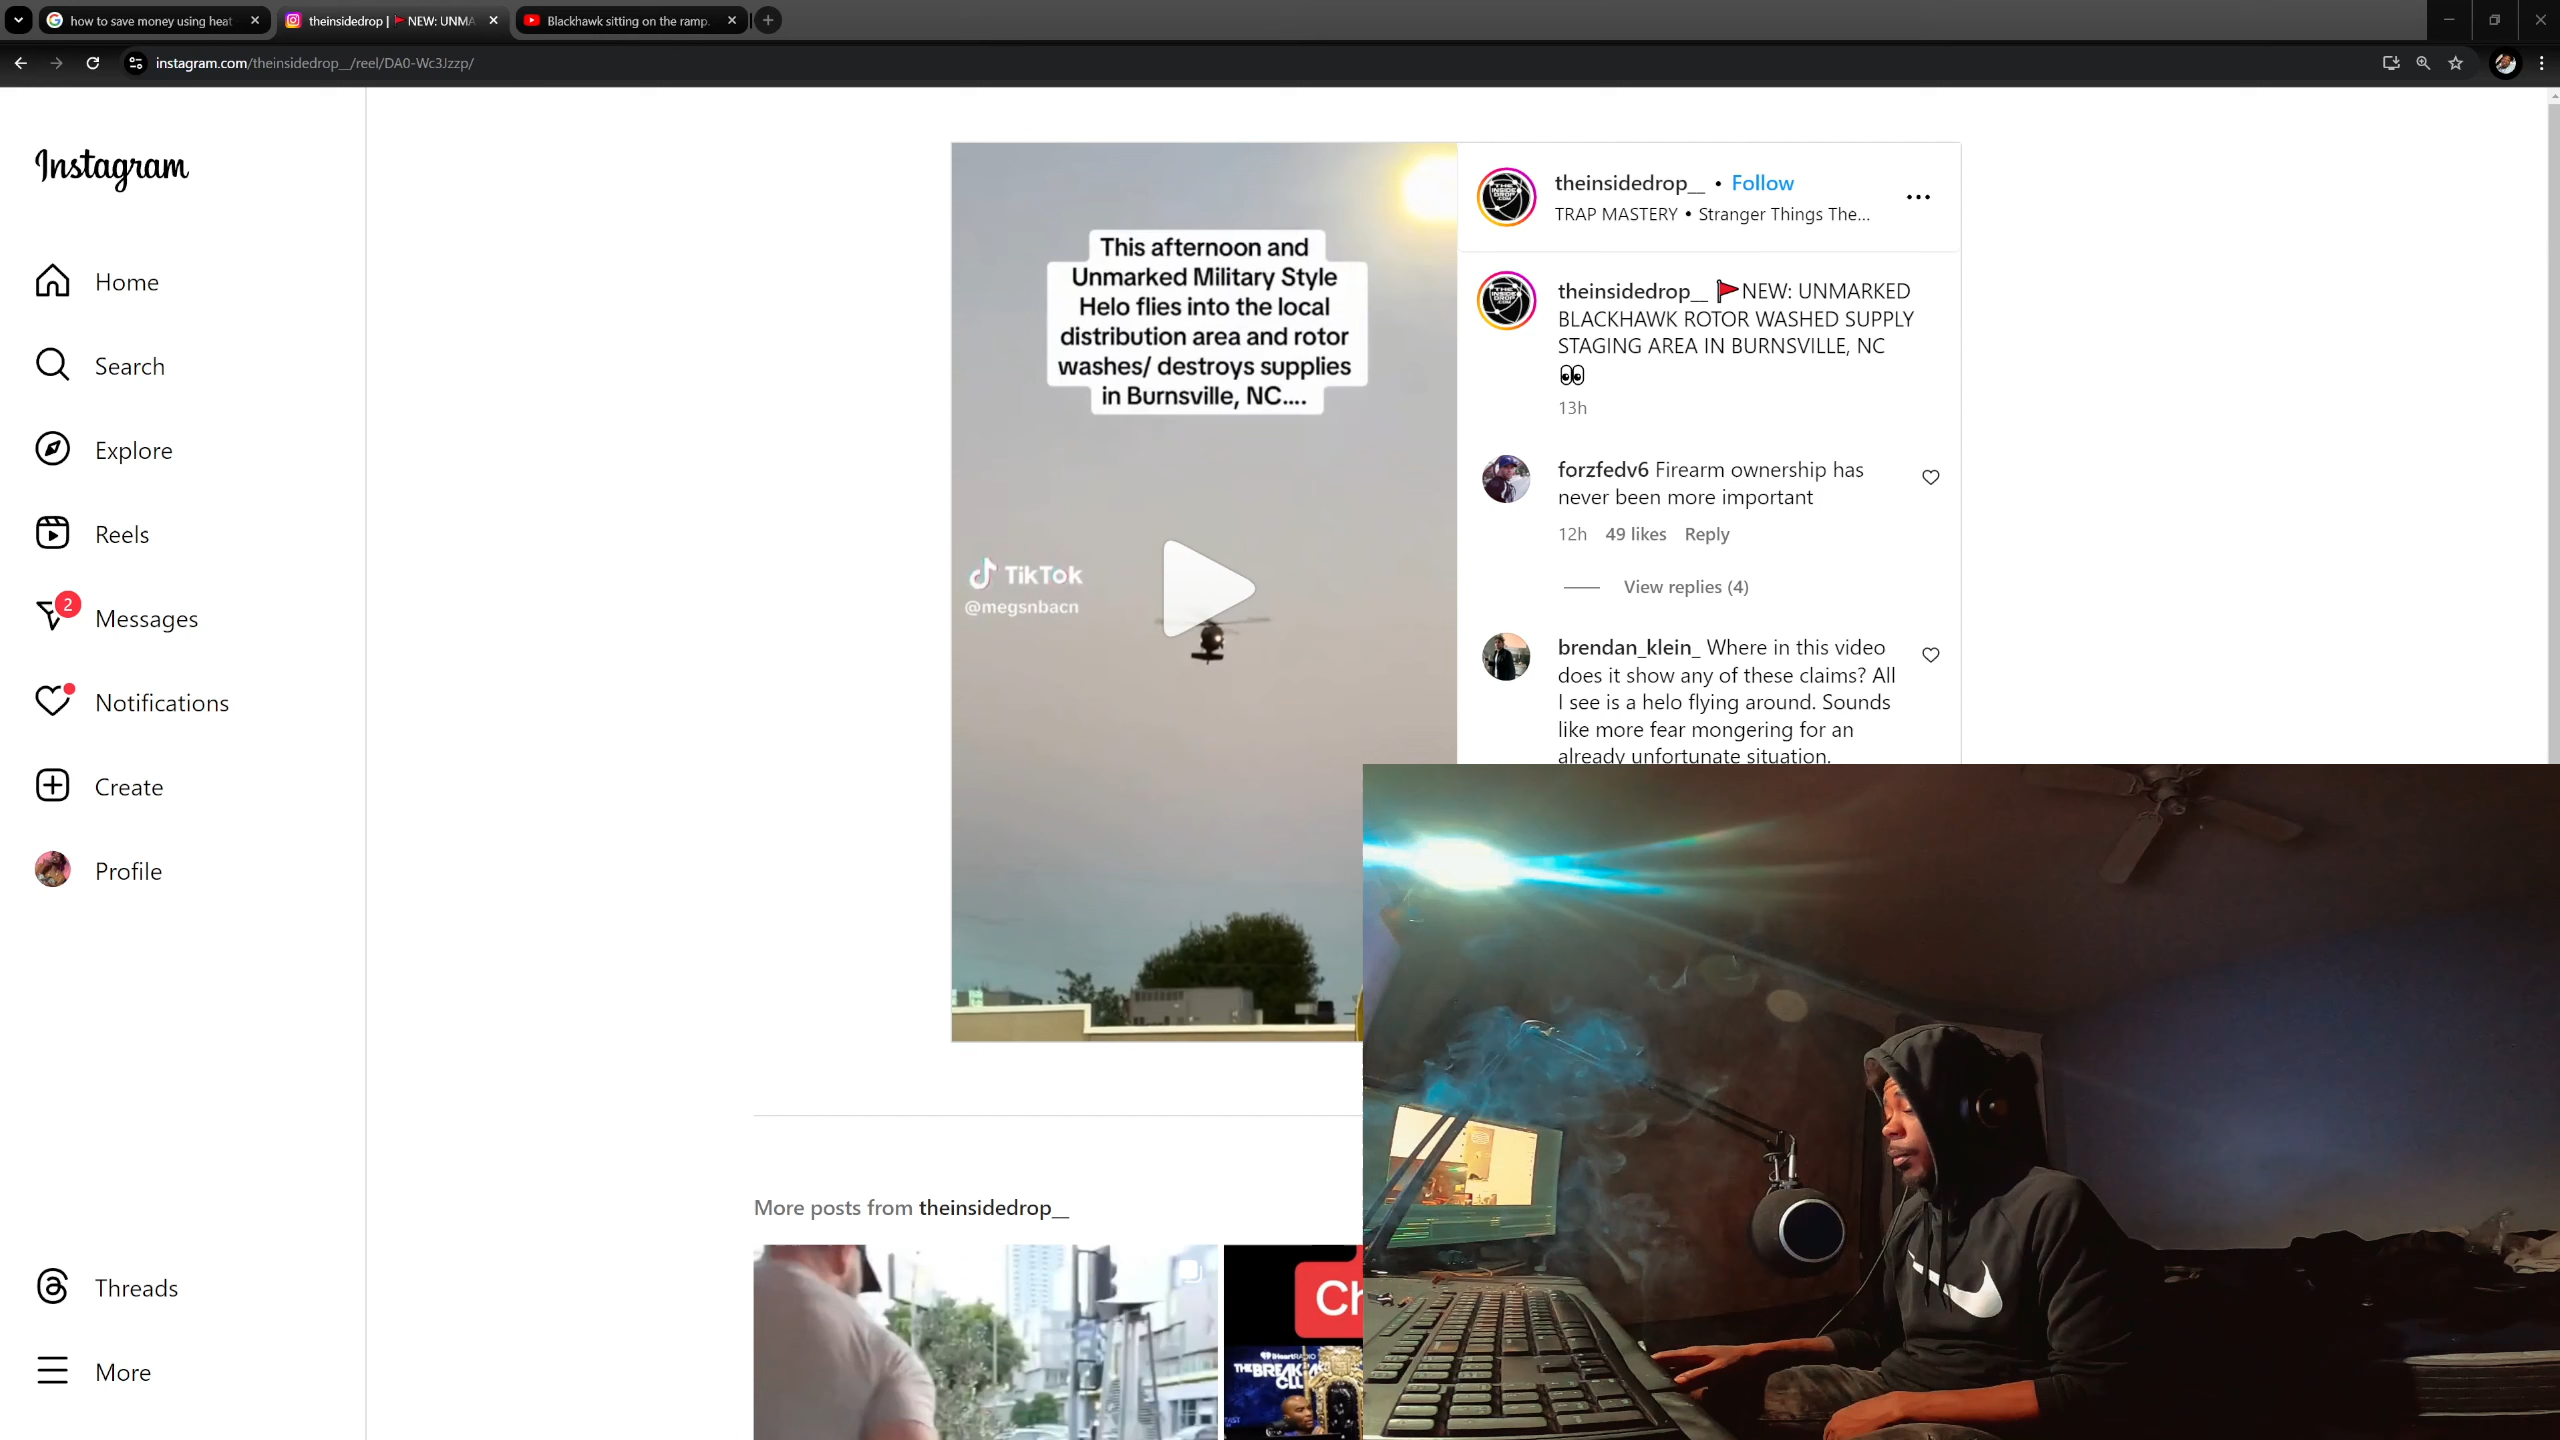 how to save money using heat
theinsidedrop | 🚩NEW: UNMA
Blackhawk sitting on the ramp.
instagram.com/theinsidedrop__/reel/DA0-Wc3Jzzp/
Instagram
Home
Search
Explore
Reels
2
Messages
Notifications
Create
Profile
Threads
More
This afternoon and
Unmarked Military Style
Helo flies into the local
distribution area and rotor
washes/ destroys supplies
in Burnsville, NC....
TikTok
@megsnbacn
theinsidedrop__ • Follow
TRAP MASTERY • Stranger Things The...
theinsidedrop__ 🚩NEW: UNMARKED
BLACKHAWK ROTOR WASHED SUPPLY
STAGING AREA IN BURNSVILLE, NC
👀
13h
forzfedv6 Firearm ownership has
never been more important
12h 49 likes Reply
View replies (4)
brendan_klein_ Where in this video
does it show any of these claims? All
I see is a helo flying around. Sounds
like more fear mongering for an
already unfortunate situation.
More posts from theinsidedrop__
Ch
iHeartRADIO